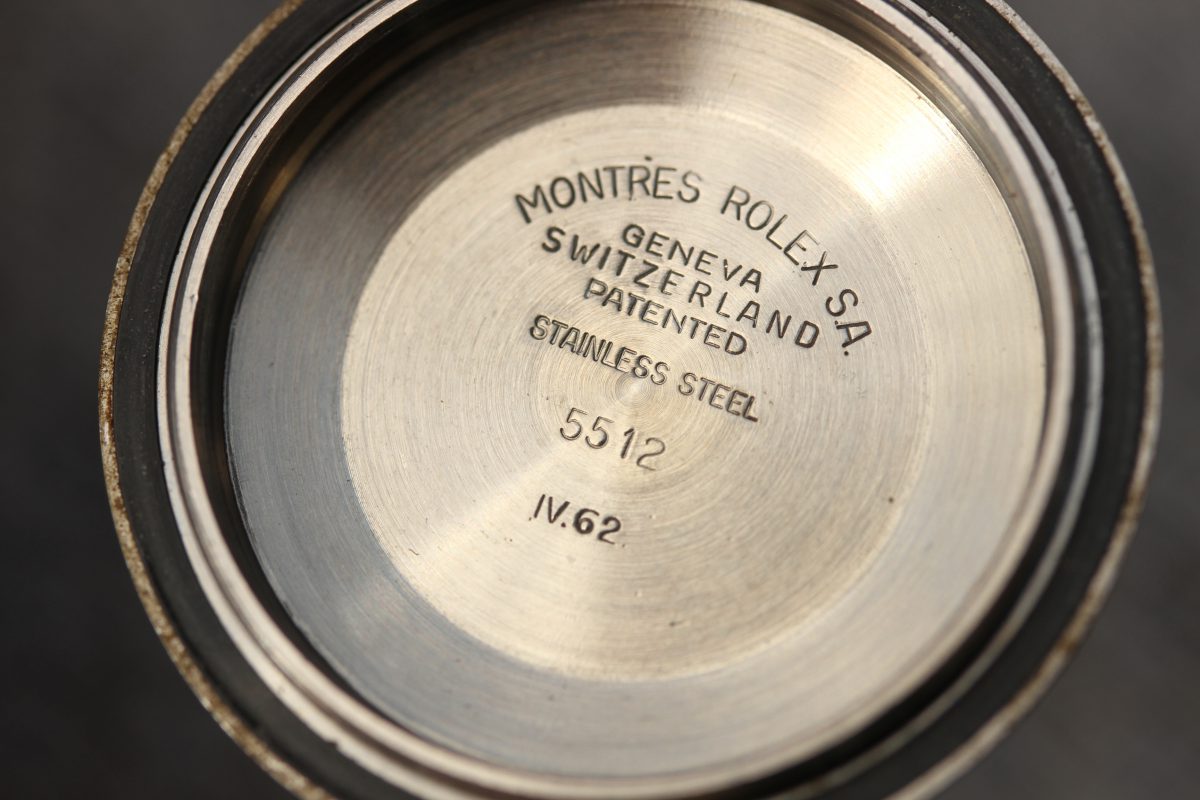 MONTRES ROLEX S.A.
GENEVA
SWITZERLAND
PATENTED
STAINLESS STEEL
5512
IV.62